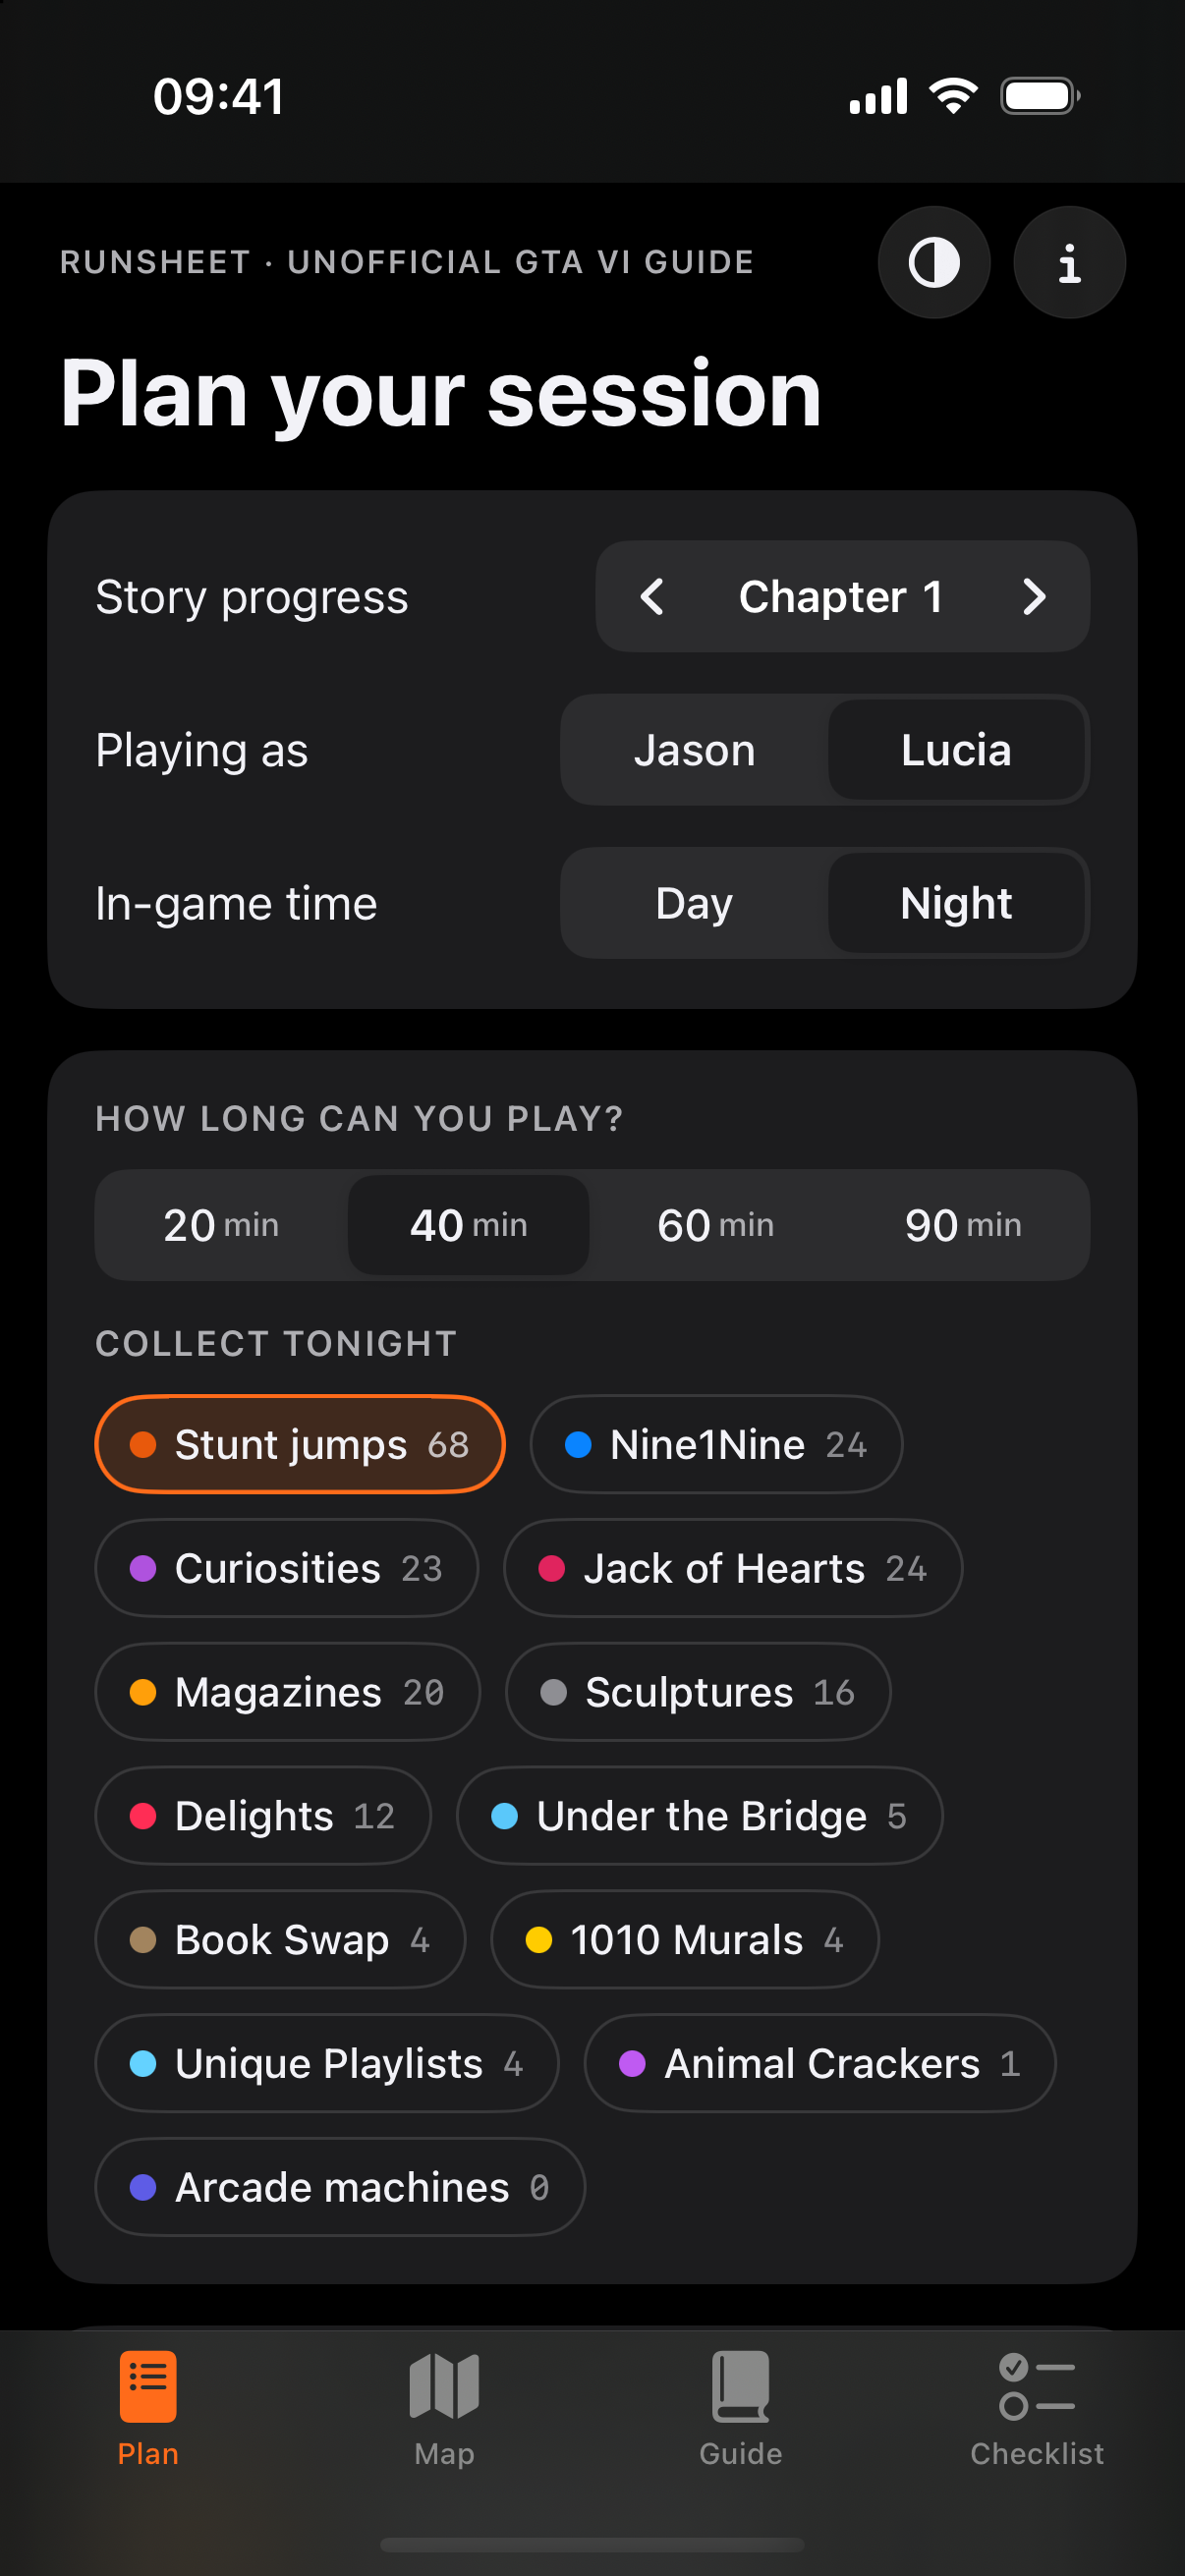 09:41
RUNSHEET · UNOFFICIAL GTA VI GUIDE
Plan your session
Story progress Chapter 1
Playing as Jason Lucia
In-game time Day Night
HOW LONG CAN YOU PLAY?
20 min 40 min 60 min 90 min
COLLECT TONIGHT
Stunt jumps 68 Nine1Nine 24
Curiosities 23 Jack of Hearts 24
Magazines 20 Sculptures 16
Delights 12 Under the Bridge 5
Book Swap 4 1010 Murals 4
Unique Playlists 4 Animal Crackers 1
Arcade machines 0
Plan Map Guide Checklist